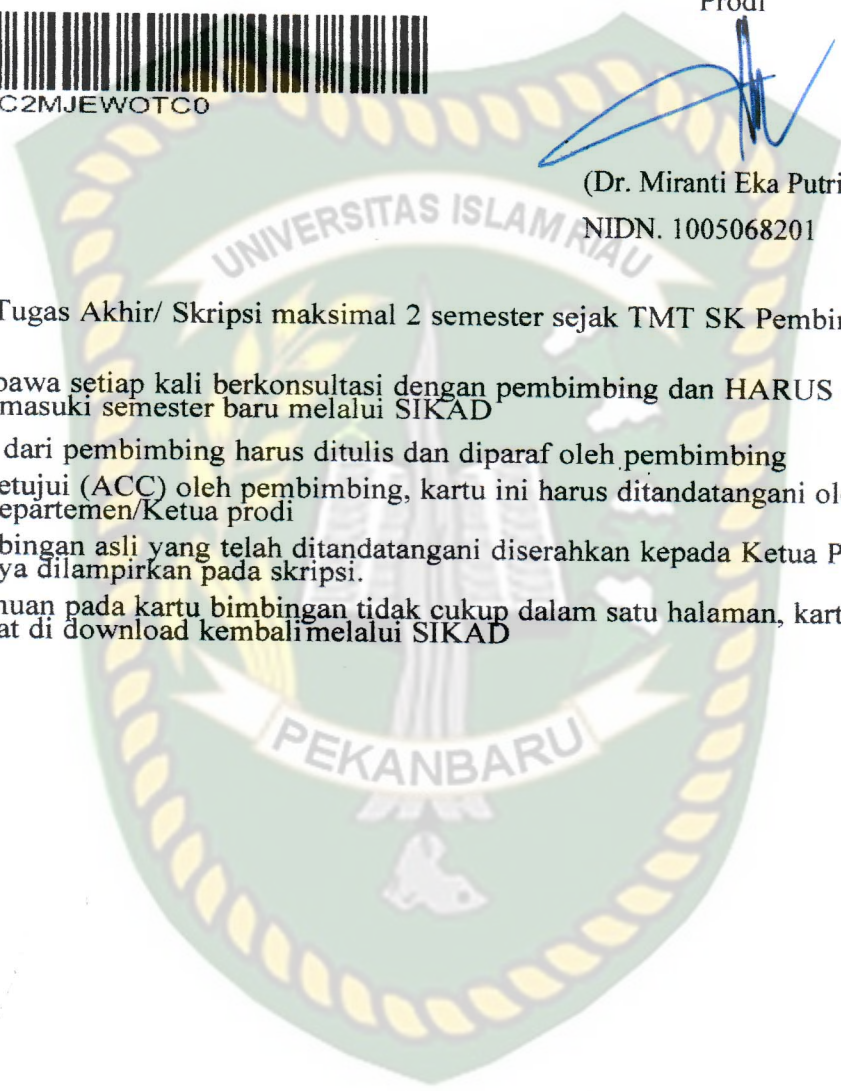 Prodi
C2MJEWOTC0
(Dr. Miranti Eka Putri
NIDN. 1005068201
UNIVERSITAS ISLAM RIAU
Tugas Akhir/ Skripsi maksimal 2 semester sejak TMT SK Pembin
bawa setiap kali berkonsultasi dengan pembimbing dan HARUS
masuki semester baru melalui SIKAD
dari pembimbing harus ditulis dan diparaf oleh pembimbing
etujui (ACC) oleh pembimbing, kartu ini harus ditandatangani ole
epartemen/Ketua prodi
bingan asli yang telah ditandatangani diserahkan kepada Ketua P
ya dilampirkan pada skripsi.
nuan pada kartu bimbingan tidak cukup dalam satu halaman, kart
at di download kembali melalui SIKAD
PEKANBARU